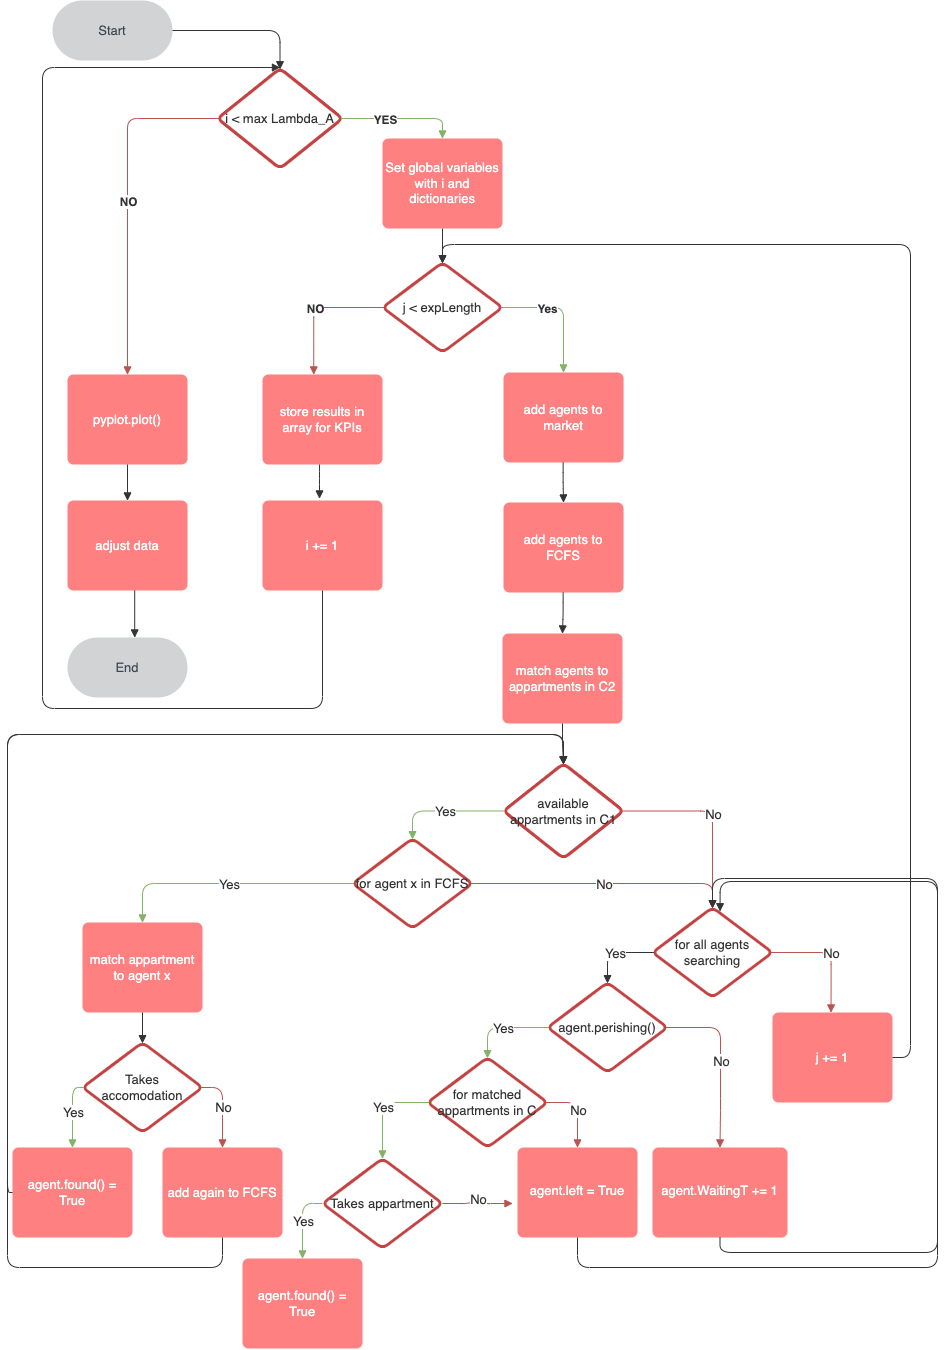 Start
i < max Lambda_A
YES
NO
Set global variables
with i and
dictionaries
j < expLength
NO
Yes
pyplot.plot()
store results in
array for KPIs
add agents to
market
adjust data
i += 1
add agents to
FCFS
End
match agents to
appartments in C2
available
appartments in C1
Yes
No
for agent x in FCFS
Yes
No
match appartment
to agent x
for all agents
searching
Yes
No
agent.perishing()
Yes
No
j += 1
Takes
accomodation
Yes
No
for matched
appartments in C
Yes
No
agent.found() =
True
add again to FCFS
Takes appartment
No
Yes
agent.left = True
agent.WaitingT += 1
agent.found() =
True